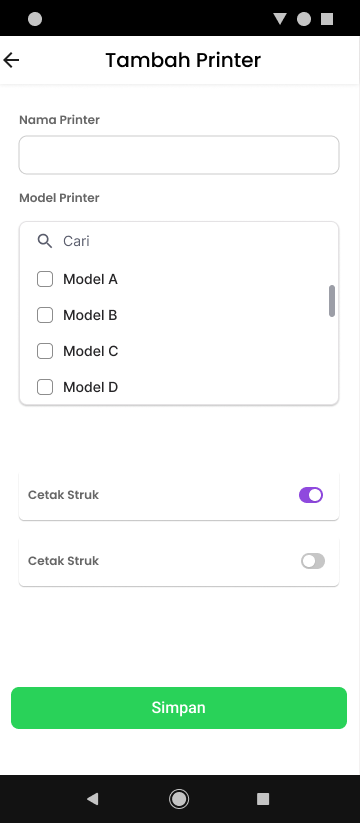 Tambah Printer
Nama Printer
Model Printer
Cari
Model A
Model B
Model C
Model D
Cetak Struk
Cetak Struk
Simpan